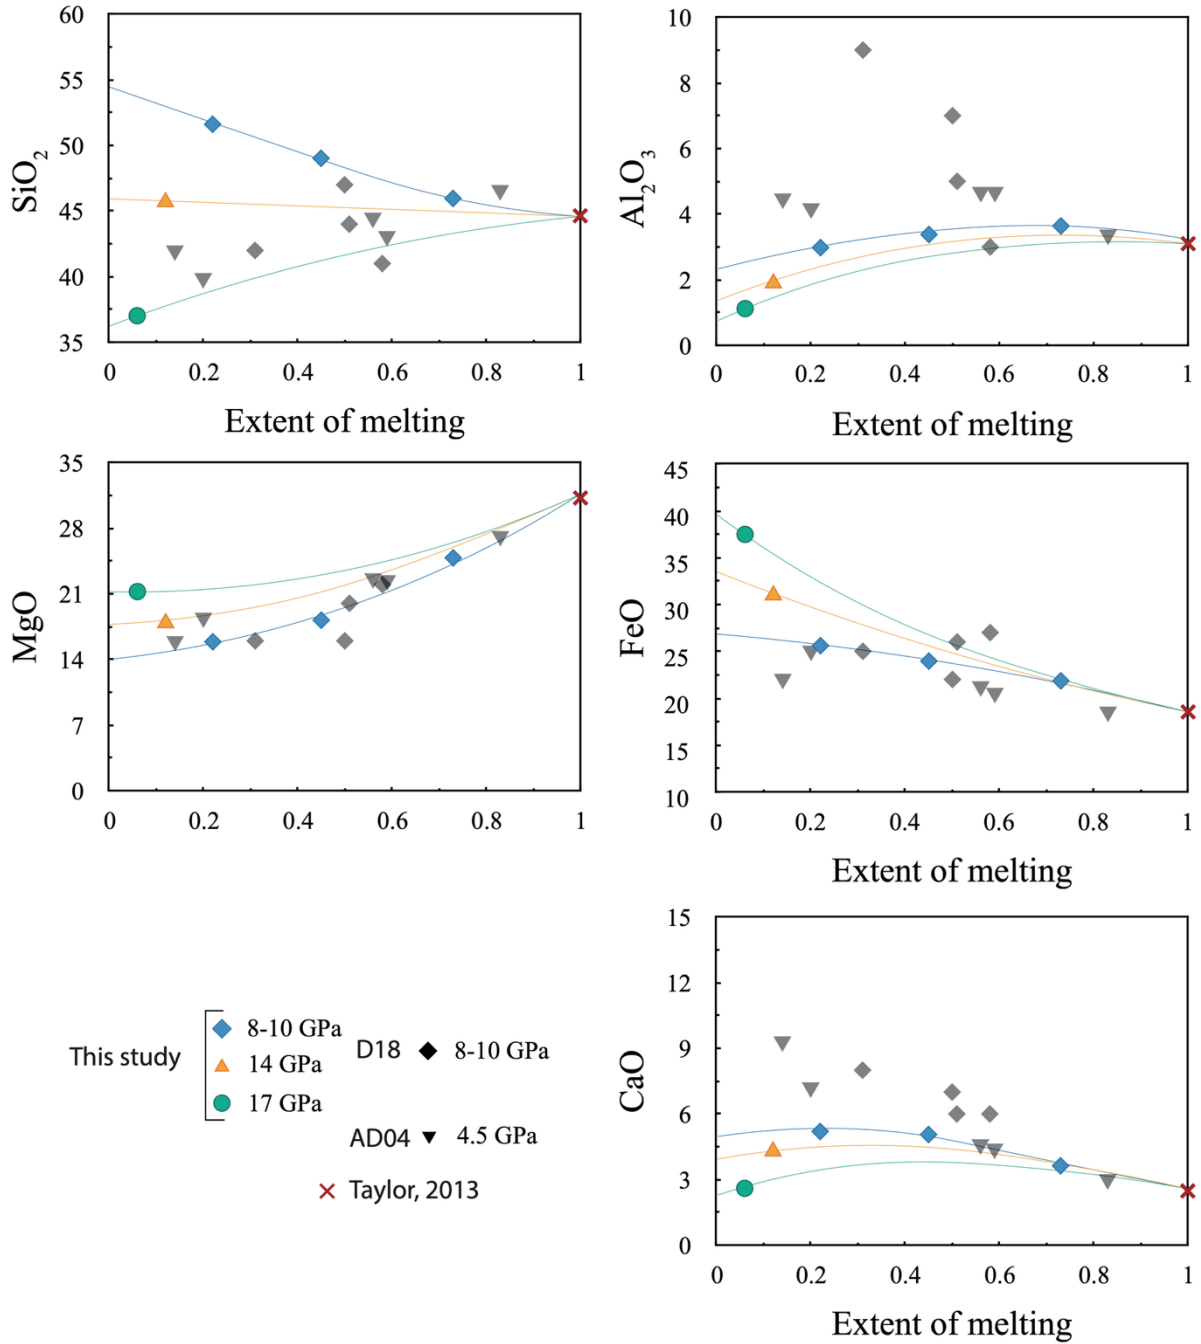 60
55
50
45
40
35
SiO2
0 0.2 0.4 0.6 0.8 1
Extent of melting
10
8
6
4
2
0
Al2O3
0 0.2 0.4 0.6 0.8 1
Extent of melting
35
28
21
14
7
0
MgO
0 0.2 0.4 0.6 0.8 1
45
40
35
30
25
20
15
10
FeO
0 0.2 0.4 0.6 0.8 1
Extent of melting
This study
8-10 GPa
14 GPa
17 GPa
D18 8-10 GPa
AD04 4.5 GPa
Taylor, 2013
15
12
9
6
3
0
CaO
0 0.2 0.4 0.6 0.8 1
Extent of melting